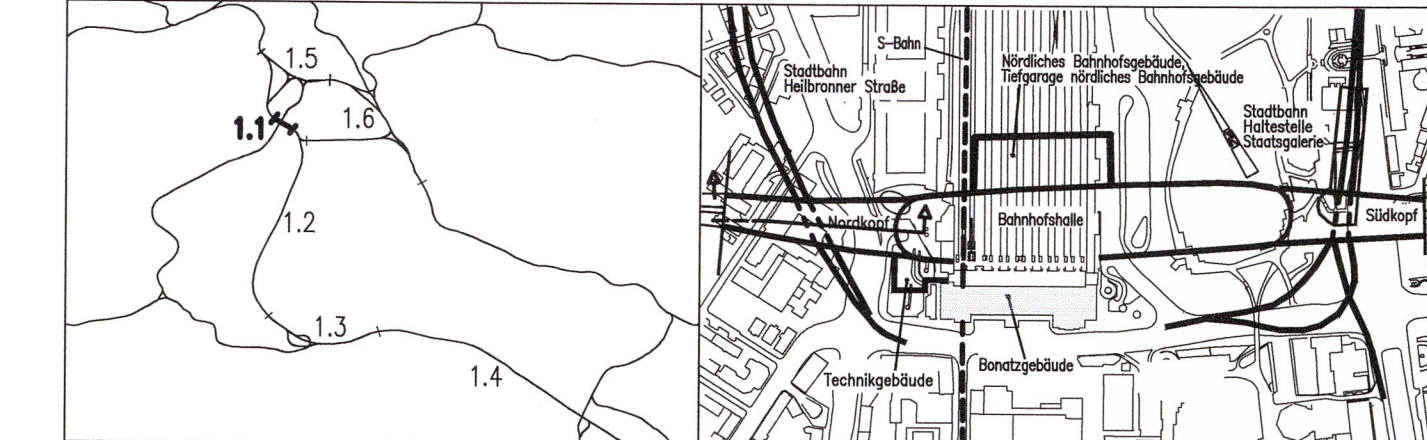 1.5
1.1
1.6
1.2
1.3
1.4
S-Bahn
Nördliches Bahnhofsgebäude,
Tiefgarage nördliches Bahnhofsgebäude
Stadtbahn
Heilbronner Straße
Stadtbahn
Haltestelle
Staatsgalerie
Nordkopf
Bahnhofshalle
Südkopf
Technikgebäude
Bonatzgebäude